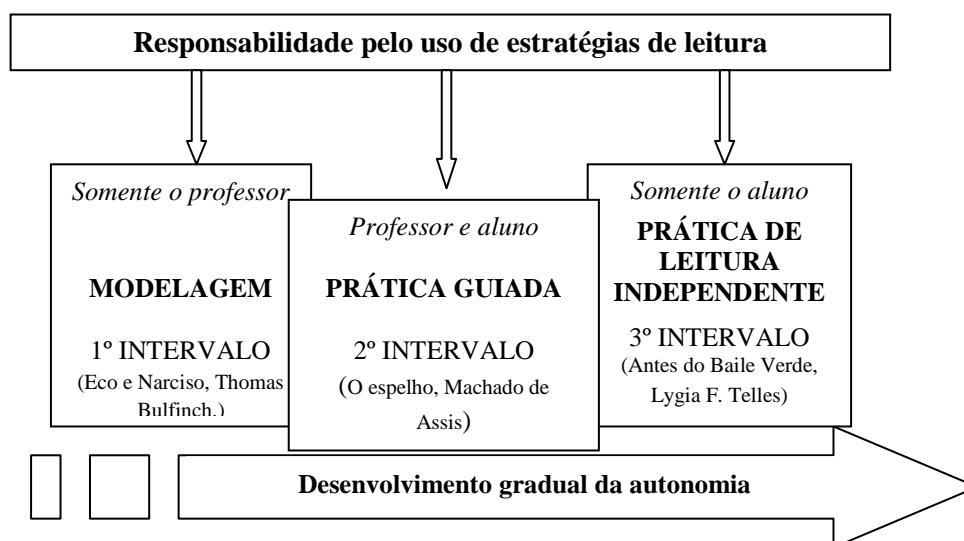 Responsabilidade pelo uso de estratégias de leitura
Somente o professor
MODELAGEM
1º INTERVALO
(Eco e Narciso, Thomas
Bulfinch.)
Professor e aluno
PRÁTICA GUIADA
2º INTERVALO
(O espelho, Machado de
Assis)
Somente o aluno
PRÁTICA DE
LEITURA
INDEPENDENTE
3º INTERVALO
(Antes do Baile Verde,
Lygia F. Telles)
Desenvolvimento gradual da autonomia